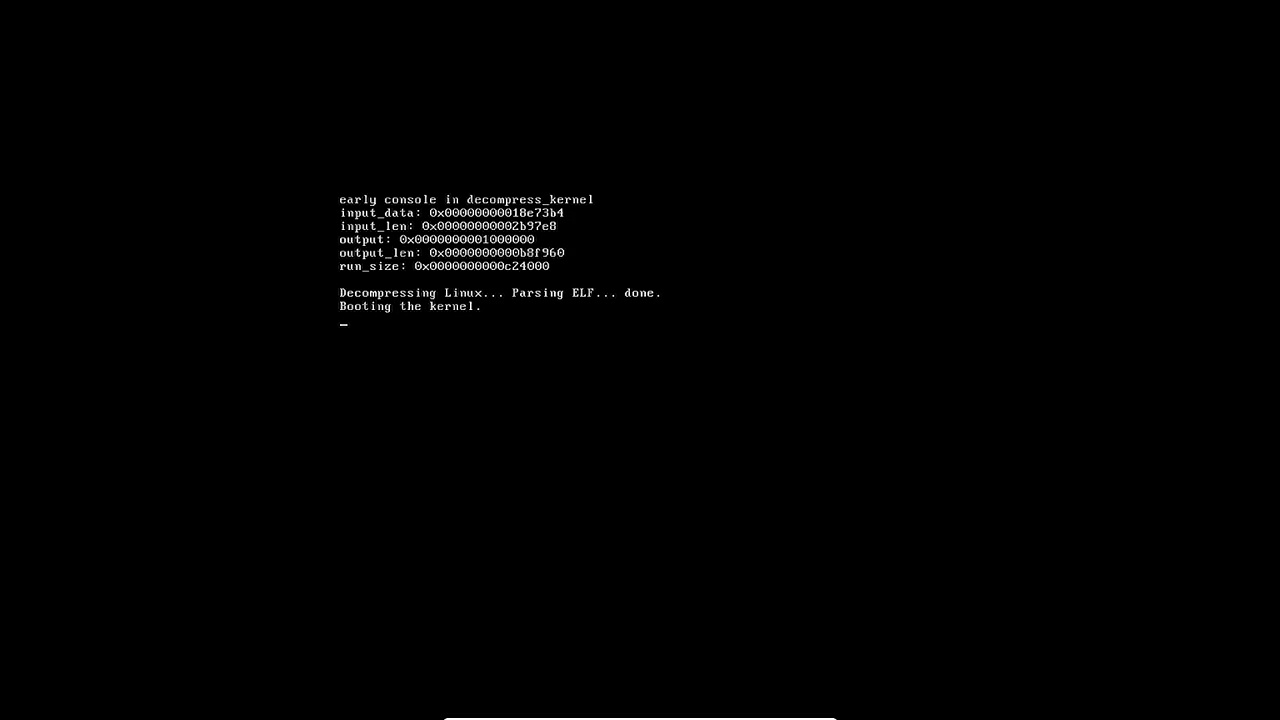 early console in decompress_kernel
input_data: 0x00000000018e73b4
input_len: 0x00000000002b97e8
output: 0x0000000001000000
output_len: 0x0000000000b8f960
run_size: 0x0000000000c24000
Decompressing Linux... Parsing ELF... done.
Booting the kernel.